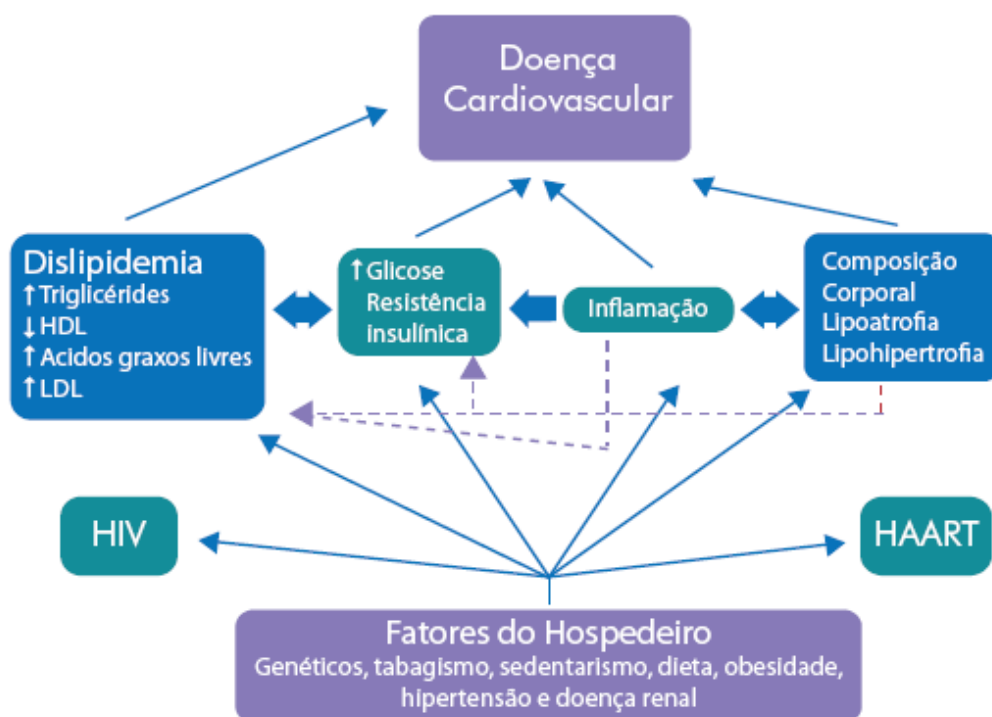 Doença
Cardiovascular
Dislipidemia
↑Triglicérides
↓HDL
↑Acidos graxos livres
↑LDL
↑Glicose
Resistência
insulínica
Inflamação
Composição
Corporal
Lipoatrofia
Lipohipertrofia
HIV
HAART
Fatores do Hospedeiro
Genéticos, tabagismo, sedentarismo, dieta, obesidade,
hipertensão e doença renal